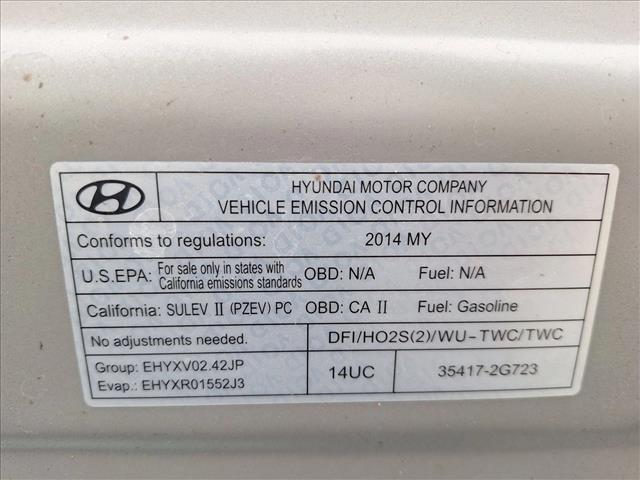 HYUNDAI MOTOR COMPANY
VEHICLE EMISSION CONTROL INFORMATION
Conforms to regulations: 2014 MY
U.S.EPA: For sale only in states with California emissions standards OBD: N/A Fuel: N/A
California: SULEV II (PZEV) PC OBD: CA II Fuel: Gasoline
No adjustments needed. DFI/HO2S(2)/WU-TWC/TWC
Group: EHYXV02.42JP
Evap.: EHYXR01552J3
14UC 35417-2G723